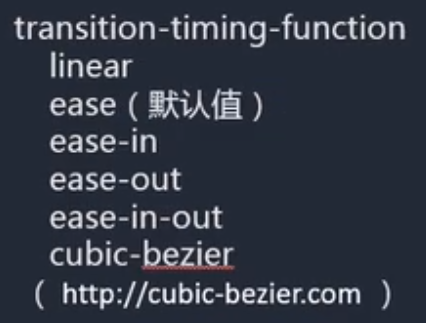 transition-timing-function
linear
ease（默认值）
ease-in
ease-out
ease-in-out
cubic-bezier
（ http://cubic-bezier.com ）